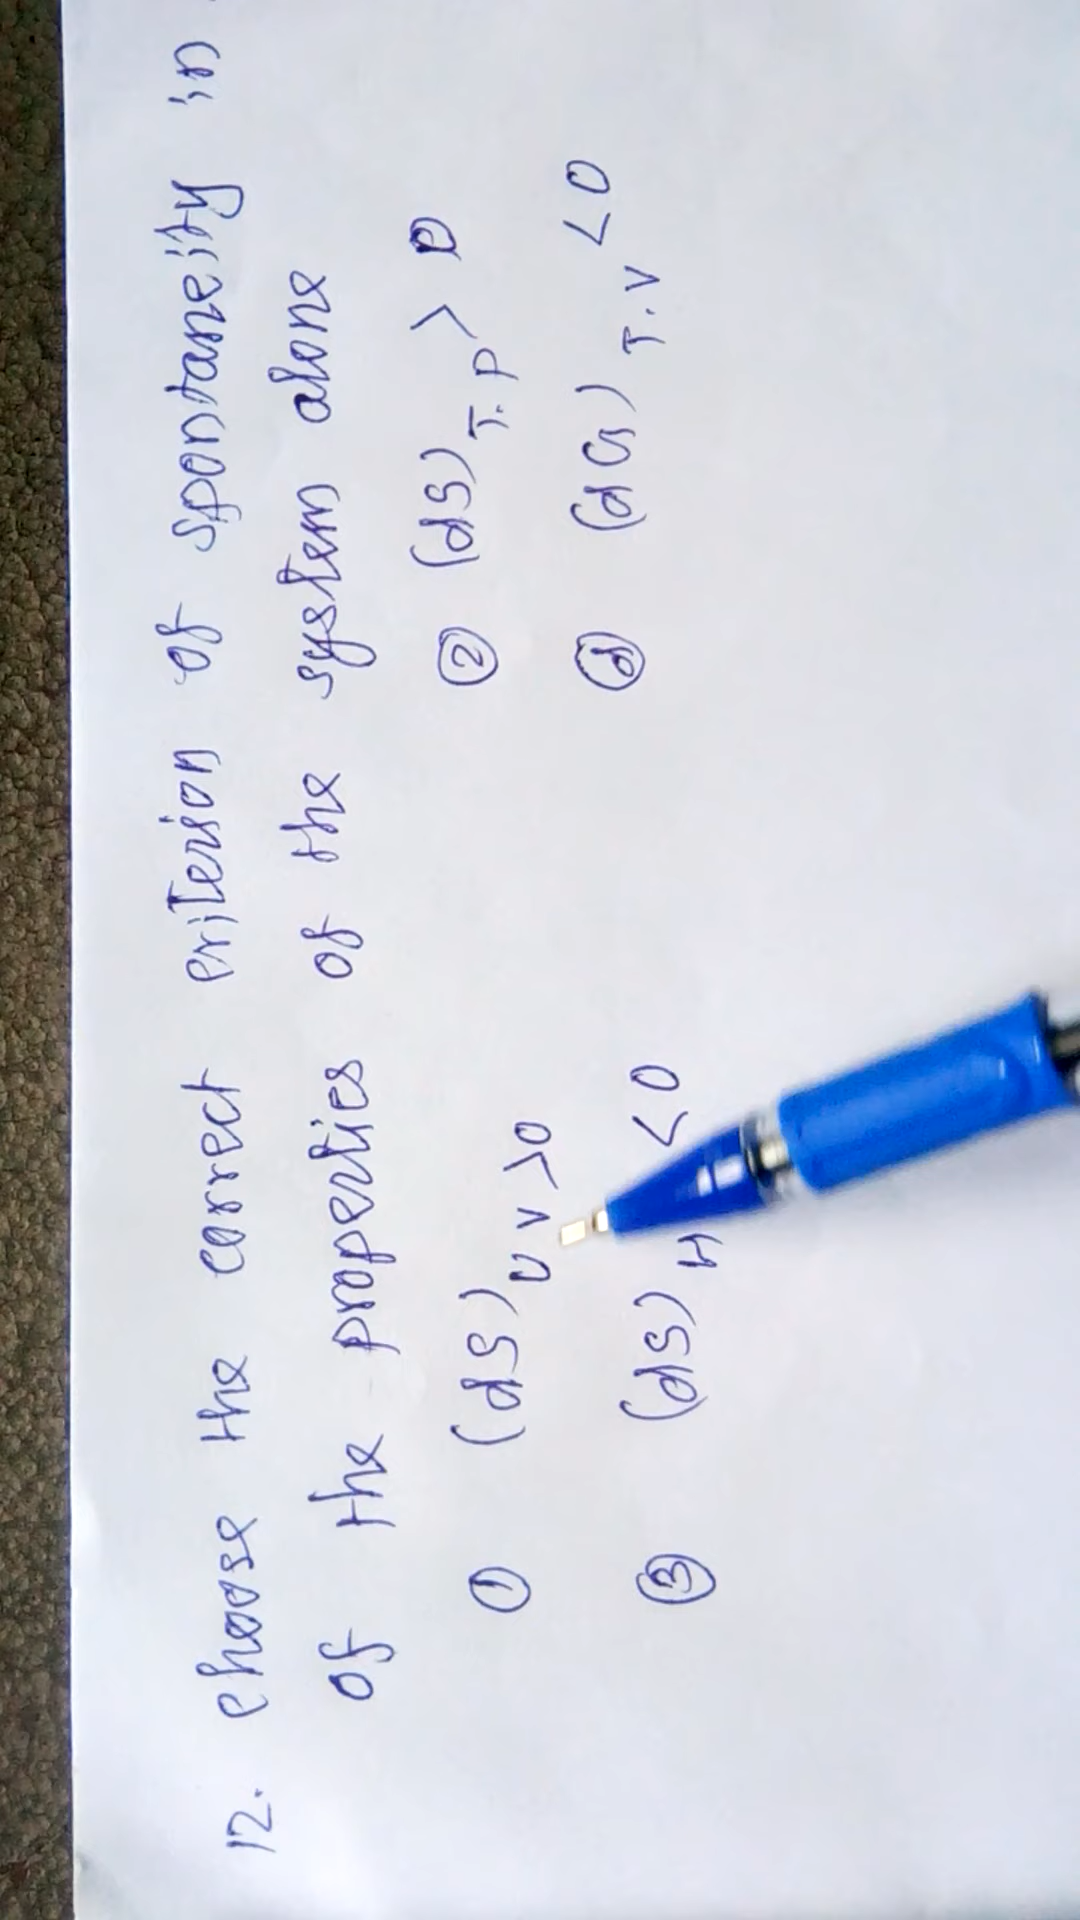 12. choose the correct criterion of spontaneity in
of the properties of the system alone
① (dS)U V >0 ② (dS)T.P > 0
③ (dS)H <0 ④ (dG)T.V <0